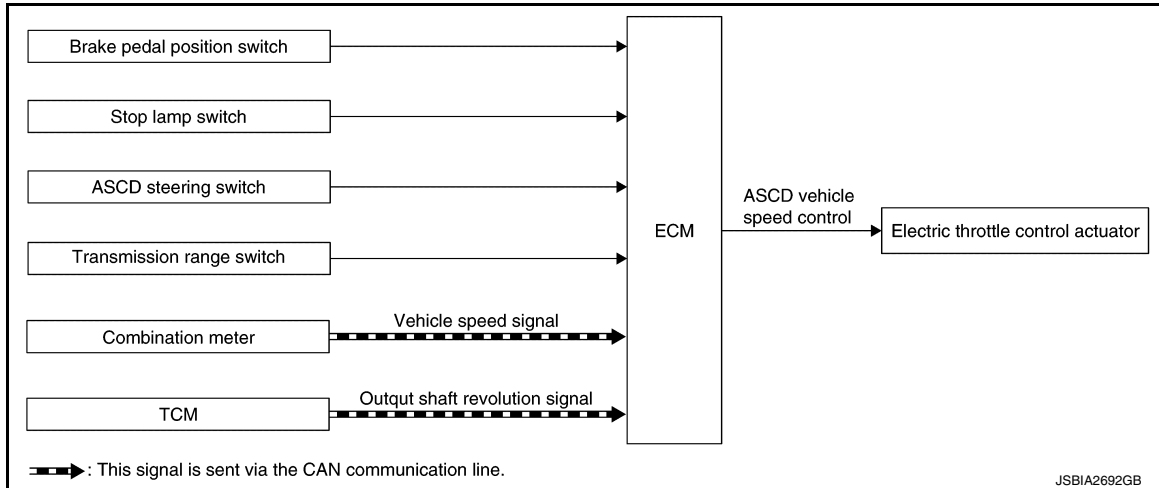 Brake pedal position switch
Stop lamp switch
ASCD steering switch
Transmission range switch
Combination meter
Vehicle speed signal
TCM
Outqut shaft revolution signal
ECM
ASCD vehicle
speed control
Electric throttle control actuator
: This signal is sent via the CAN communication line.
JSBIA2692GB